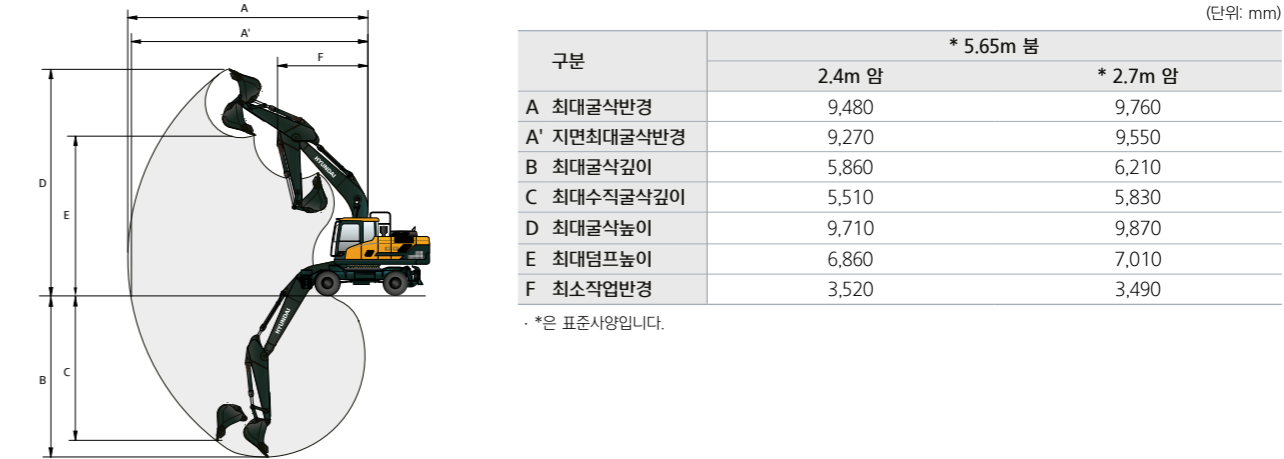 A
A'
F
D
E
HYUNDAI
HYUNDAI
B
C
(단위: mm)
구분 * 5.65m 붐
2.4m 암 * 2.7m 암
A 최대굴삭반경 9,480 9,760
A' 지면최대굴삭반경 9,270 9,550
B 최대굴삭깊이 5,860 6,210
C 최대수직굴삭깊이 5,510 5,830
D 최대굴삭높이 9,710 9,870
E 최대덤프높이 6,860 7,010
F 최소작업반경 3,520 3,490
· *은 표준사양입니다.